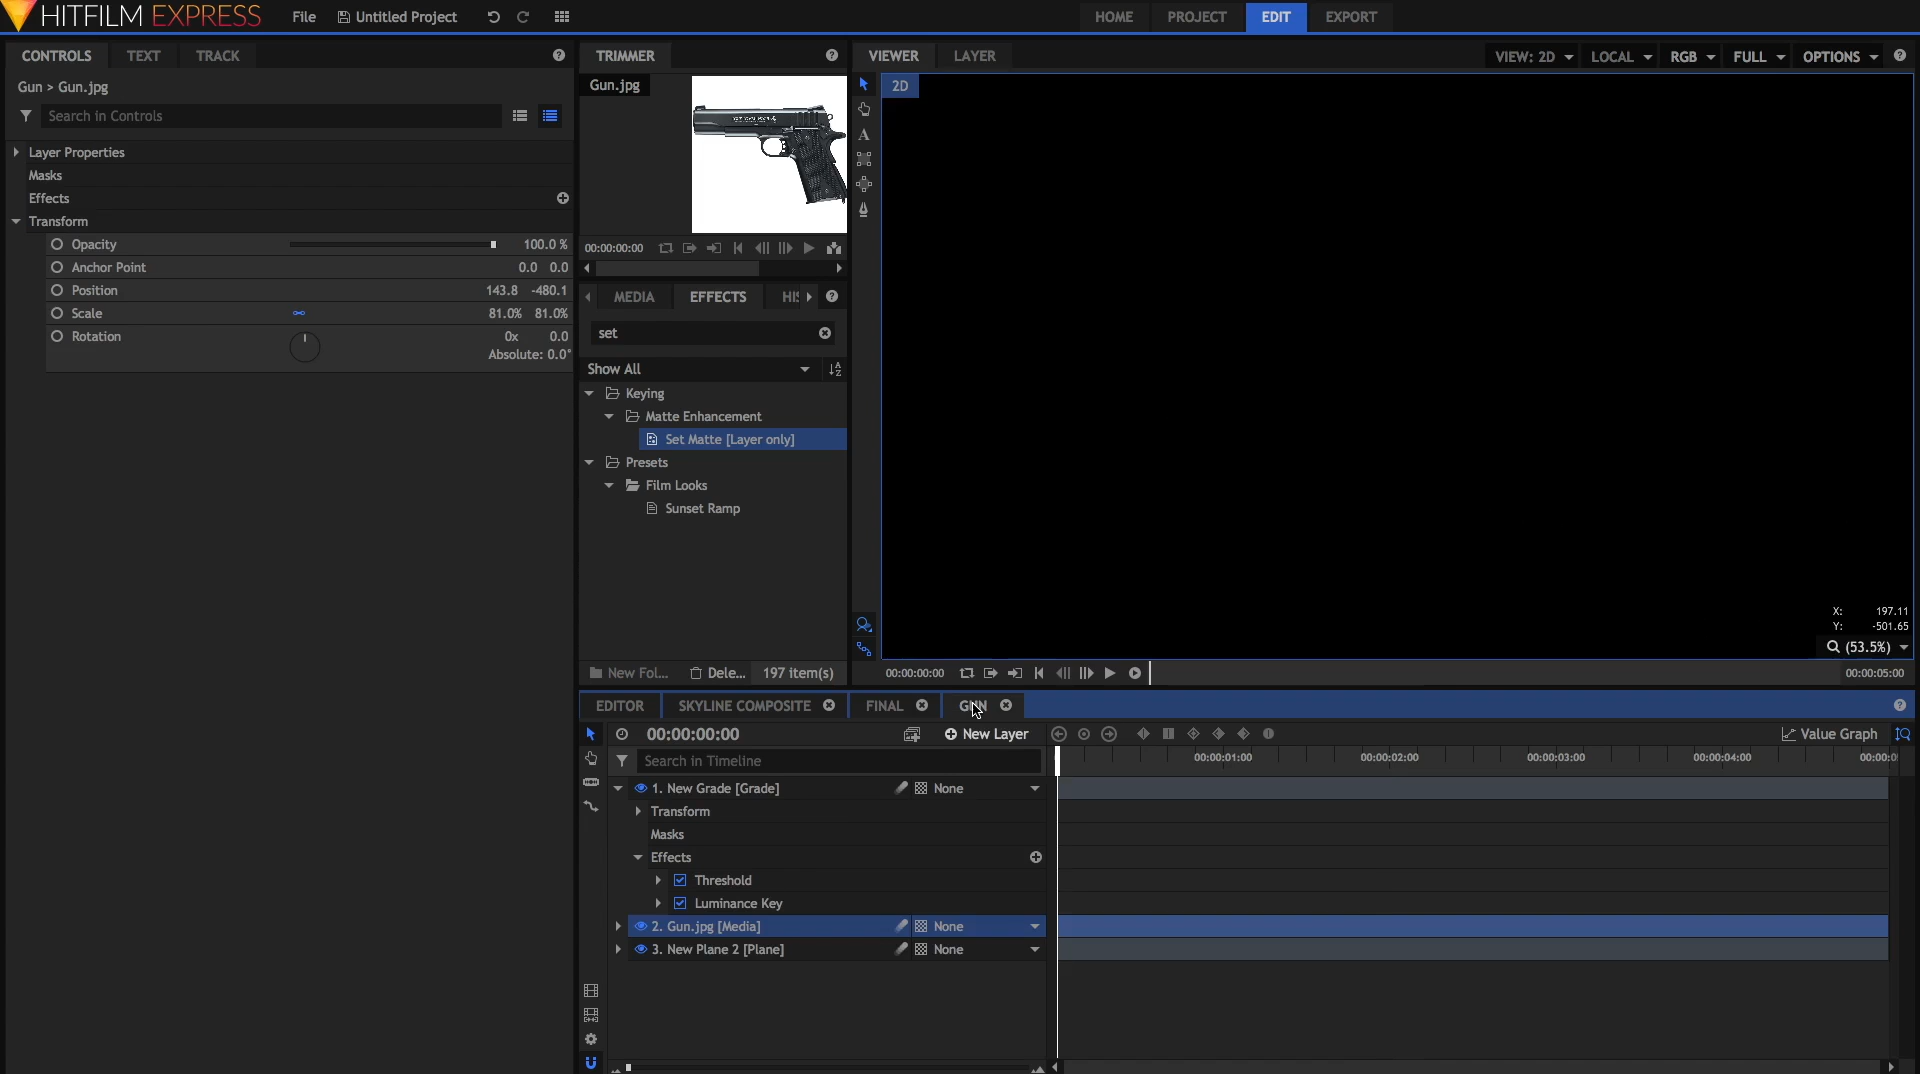 HITFILM EXPRESS File Untitled Project HOME PROJECT EDIT EXPORT
CONTROLS TEXT TRACK
Gun > Gun.jpg
Search in Controls
Layer Properties
Masks
Effects
Transform
Opacity 100.0 %
Anchor Point 0.0 0.0
Position 143.8 -480.1
Scale 81.0% 81.0%
Rotation 0x 0.0
Absolute: 0.0°
TRIMMER
Gun.jpg
00:00:00:00
MEDIA EFFECTS HIS
set
Show All
Keying
Matte Enhancement
Set Matte [Layer only]
Presets
Film Looks
Sunset Ramp
New Fol... Dele... 197 item(s)
VIEWER LAYER VIEW: 2D LOCAL RGB FULL OPTIONS
2D
X: 197.11
Y: -501.65
(53.5%)
00:00:00:00 00:00:05:00
EDITOR SKYLINE COMPOSITE FINAL GUN
00:00:00:00 New Layer Value Graph
Search in Timeline 00:00:01:00 00:00:02:00 00:00:03:00 00:00:04:00 00:00:0
1. New Grade [Grade] None
Transform
Masks
Effects
Threshold
Luminance Key
2. Gun.jpg [Media] None
3. New Plane 2 [Plane] None